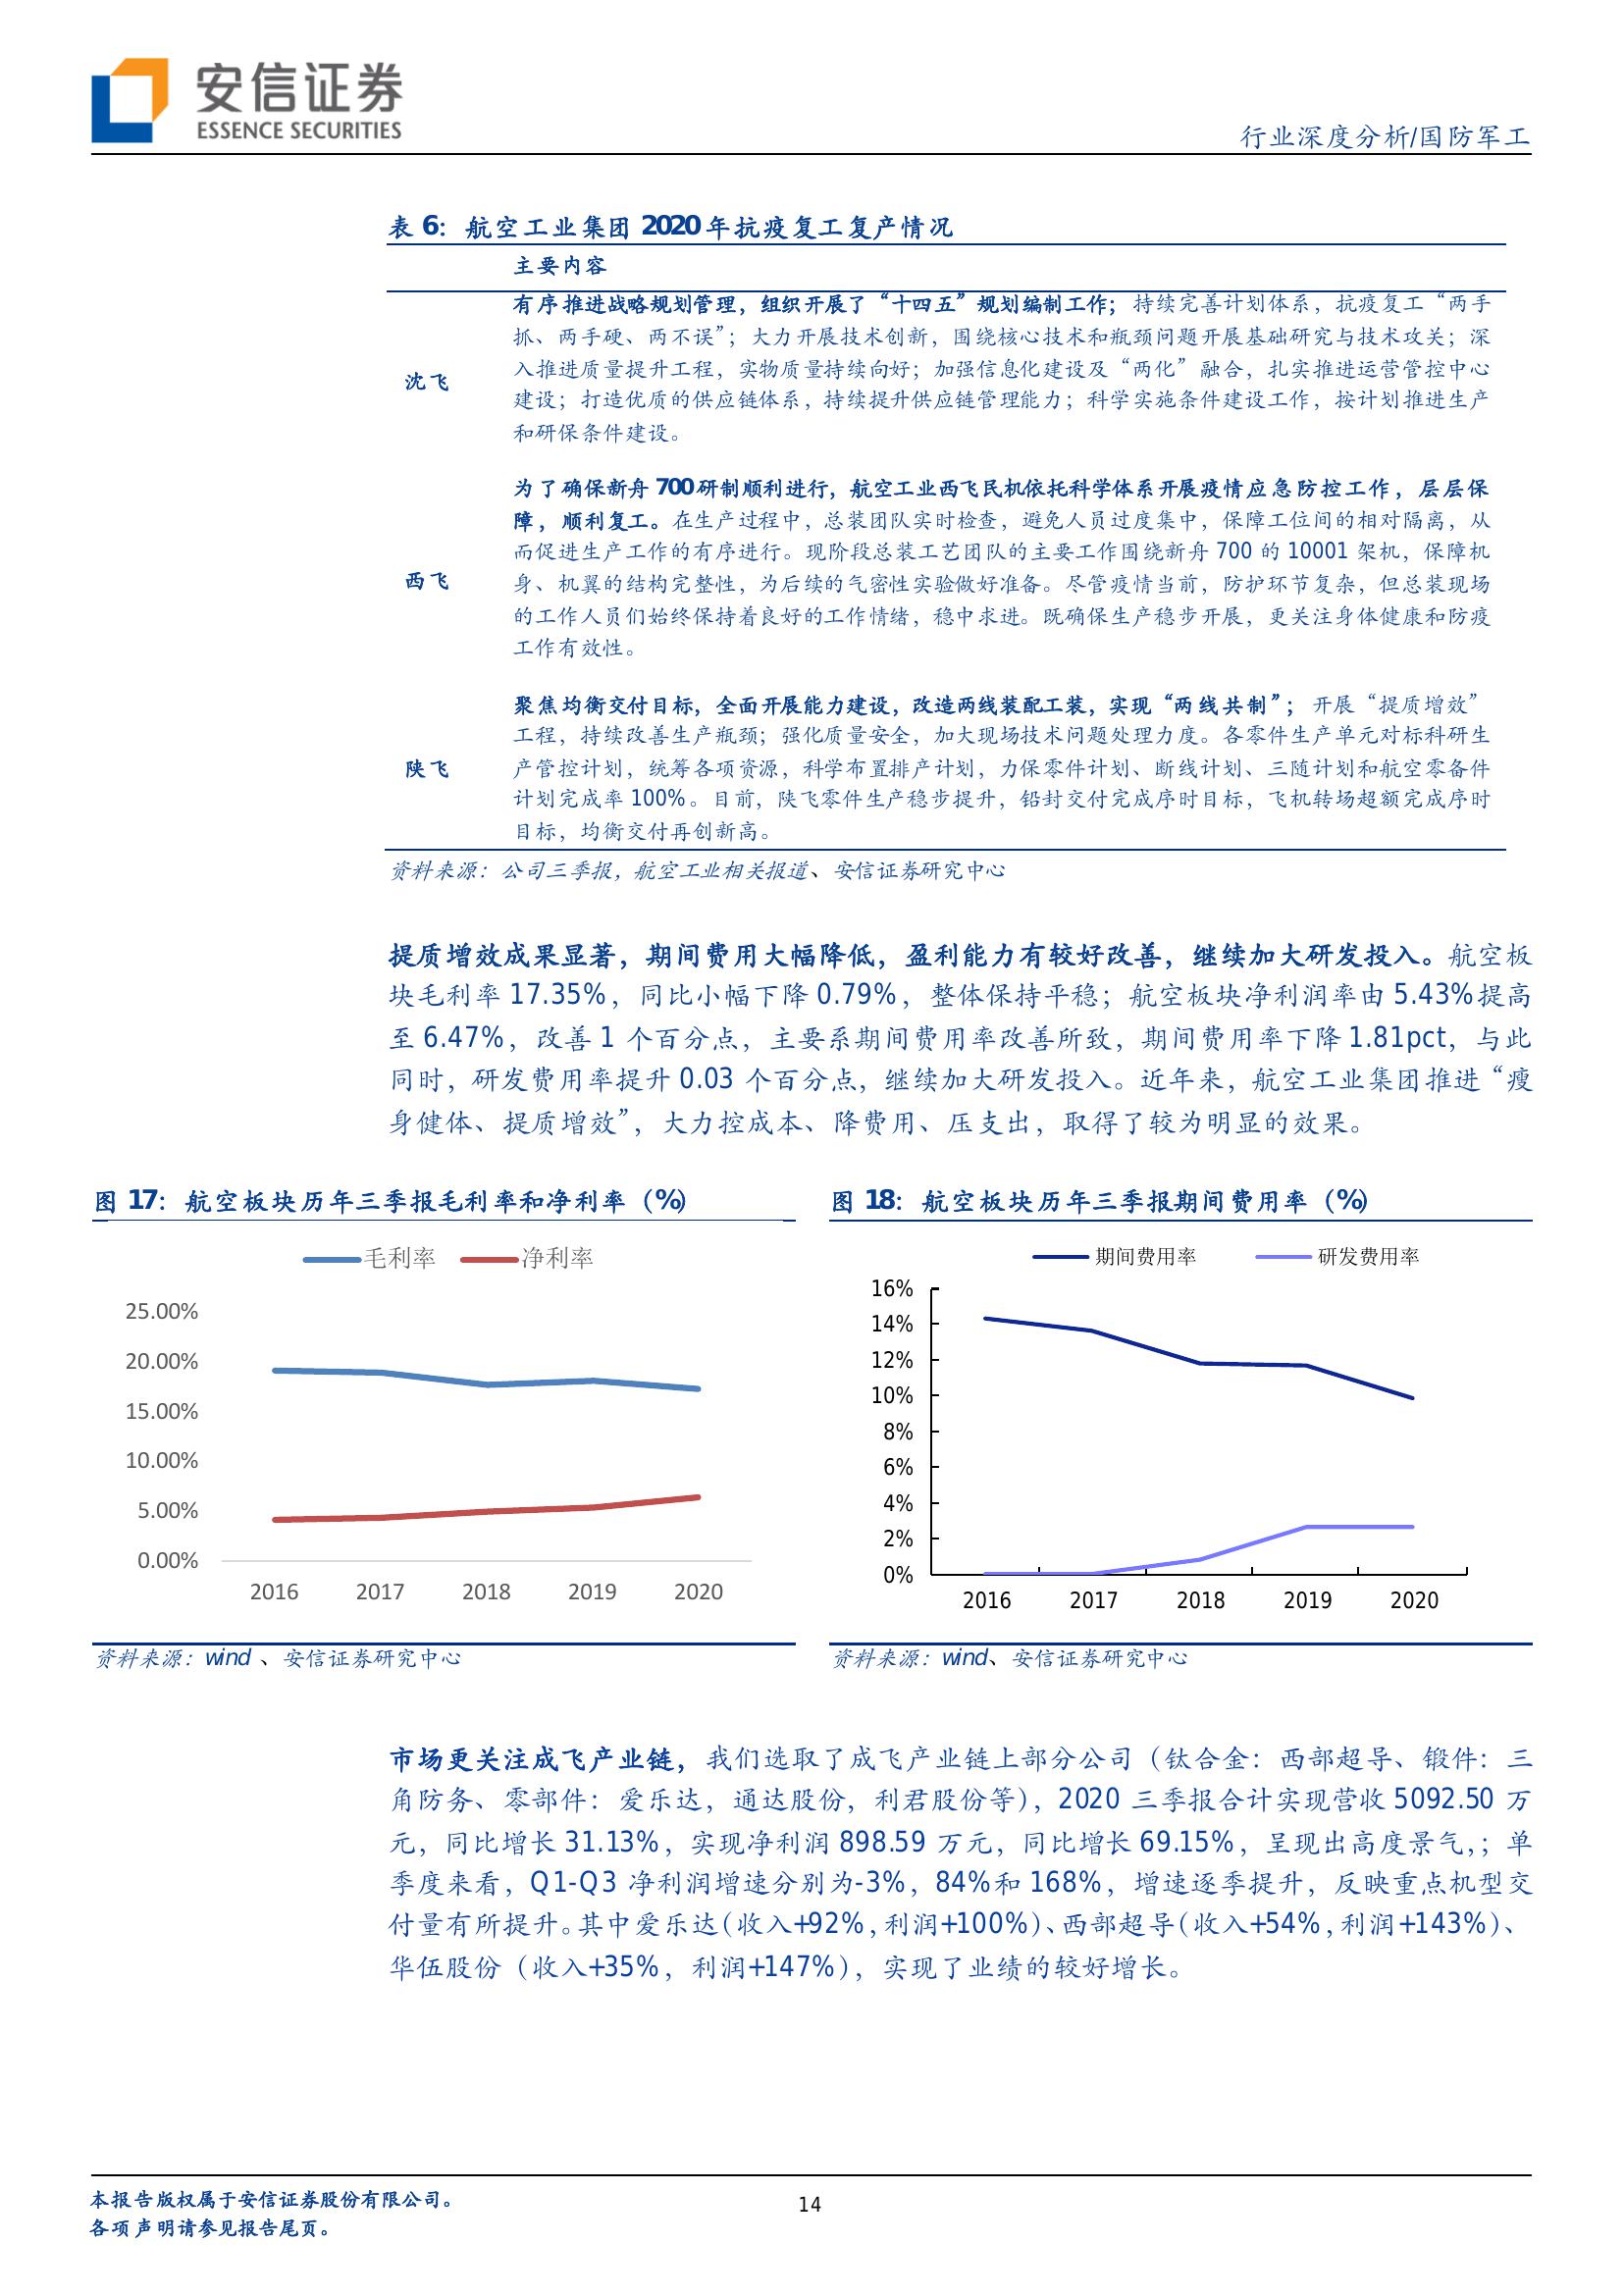 安信证券
ESSENCE SECURITIES
行业深度分析/国防军工
表 6：航空工业集团 2020 年抗疫复工复产情况
主要内容
沈飞
有序推进战略规划管理，组织开展了“十四五”规划编制工作；持续完善计划体系，抗疫复工“两手
抓、两手硬、两不误”；大力开展技术创新，围绕核心技术和瓶颈问题开展基础研究与技术攻关；深
入推进质量提升工程，实物质量持续向好；加强信息化建设及“两化”融合，扎实推进运营管控中心
建设；打造优质的供应链体系，持续提升供应链管理能力；科学实施条件建设工作，按计划推进生产
和研保条件建设。
西飞
为了确保新舟 700 研制顺利进行，航空工业西飞民机依托科学体系开展疫情应急防控工作，层层保
障，顺利复工。在生产过程中，总装团队实时检查，避免人员过度集中，保障工位间的相对隔离，从
而促进生产工作的有序进行。现阶段总装工艺团队的主要工作围绕新舟 700 的 10001 架机，保障机
身、机翼的结构完整性，为后续的气密性实验做好准备。尽管疫情当前，防护环节复杂，但总装现场
的工作人员们始终保持着良好的工作情绪，稳中求进。既确保生产稳步开展，更关注身体健康和防疫
工作有效性。
陕飞
聚焦均衡交付目标，全面开展能力建设，改造两线装配工装，实现“两线共制”；开展“提质增效”
工程，持续改善生产瓶颈；强化质量安全，加大现场技术问题处理力度。各零件生产单元对标科研生
产管控计划，统筹各项资源，科学布置排产计划，力保零件计划、断线计划、三随计划和航空零备件
计划完成率 100%。目前，陕飞零件生产稳步提升，铅封交付完成序时目标，飞机转场超额完成序时
目标，均衡交付再创新高。
资料来源：公司三季报，航空工业相关报道、安信证券研究中心
提质增效成果显著，期间费用大幅降低，盈利能力有较好改善，继续加大研发投入。航空板
块毛利率 17.35%，同比小幅下降 0.79%，整体保持平稳；航空板块净利润率由 5.43%提高
至 6.47%，改善 1 个百分点，主要系期间费用率改善所致，期间费用率下降 1.81pct，与此
同时，研发费用率提升 0.03 个百分点，继续加大研发投入。近年来，航空工业集团推进“瘦
身健体、提质增效”，大力控成本、降费用、压支出，取得了较为明显的效果。
图 17：航空板块历年三季报毛利率和净利率（%）
毛利率 净利率
25.00%
20.00%
15.00%
10.00%
5.00%
0.00%
2016 2017 2018 2019 2020
资料来源：wind 、安信证券研究中心
图 18：航空板块历年三季报期间费用率（%）
期间费用率 研发费用率
16%
14%
12%
10%
8%
6%
4%
2%
0%
2016 2017 2018 2019 2020
资料来源：wind、安信证券研究中心
市场更关注成飞产业链，我们选取了成飞产业链上部分公司（钛合金：西部超导、锻件：三
角防务、零部件：爱乐达，通达股份，利君股份等），2020 三季报合计实现营收 5092.50 万
元，同比增长 31.13%，实现净利润 898.59 万元，同比增长 69.15%，呈现出高度景气，；单
季度来看，Q1-Q3 净利润增速分别为-3%，84%和 168%，增速逐季提升，反映重点机型交
付量有所提升。其中爱乐达（收入+92%，利润+100%）、西部超导（收入+54%，利润+143%）、
华伍股份（收入+35%，利润+147%），实现了业绩的较好增长。
本报告版权属于安信证券股份有限公司。
各项声明请参见报告尾页。
14